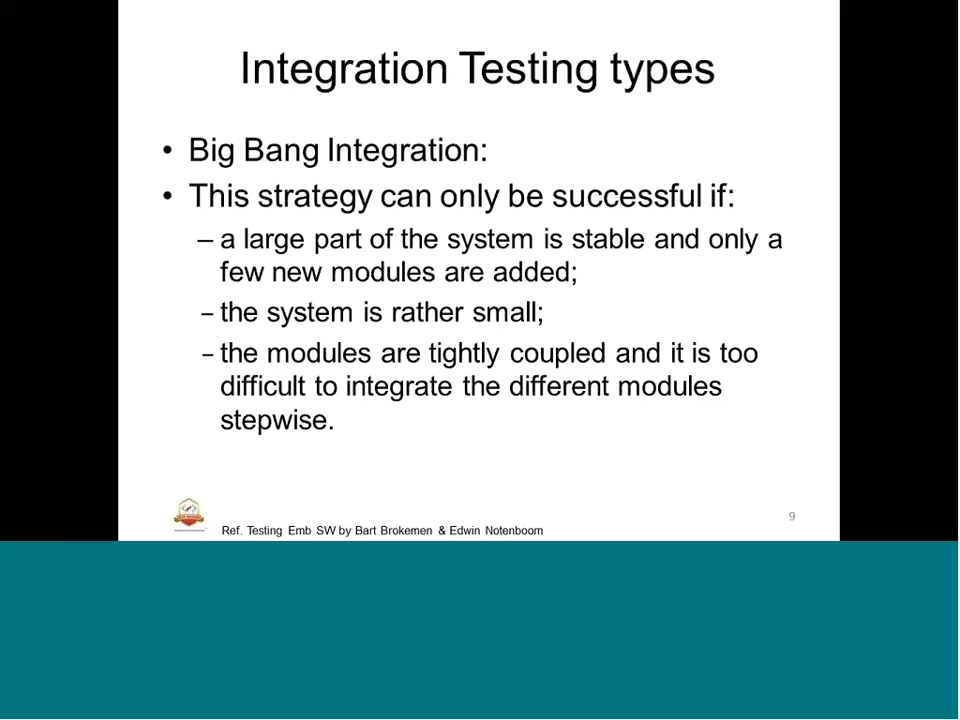 Integration Testing types
• Big Bang Integration:
• This strategy can only be successful if:
– a large part of the system is stable and only a
few new modules are added;
– the system is rather small;
– the modules are tightly coupled and it is too
difficult to integrate the different modules
stepwise.
9
Ref. Testing Emb SW by Bart Brokemen & Edwin Notenboom